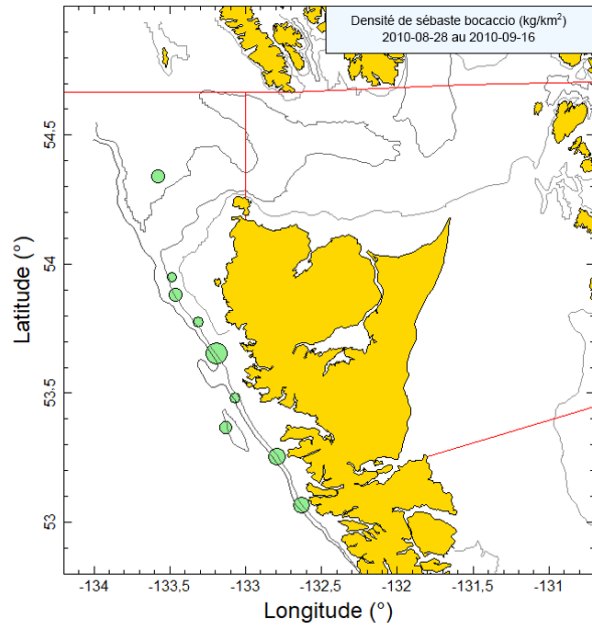 Densité de sébaste bocaccio (kg/km²)
2010-08-28 au 2010-09-16
54.5
54
53.5
53
Latitude (°)
-134
-133.5
-133
-132.5
-132
-131.5
-131
Longitude (°)